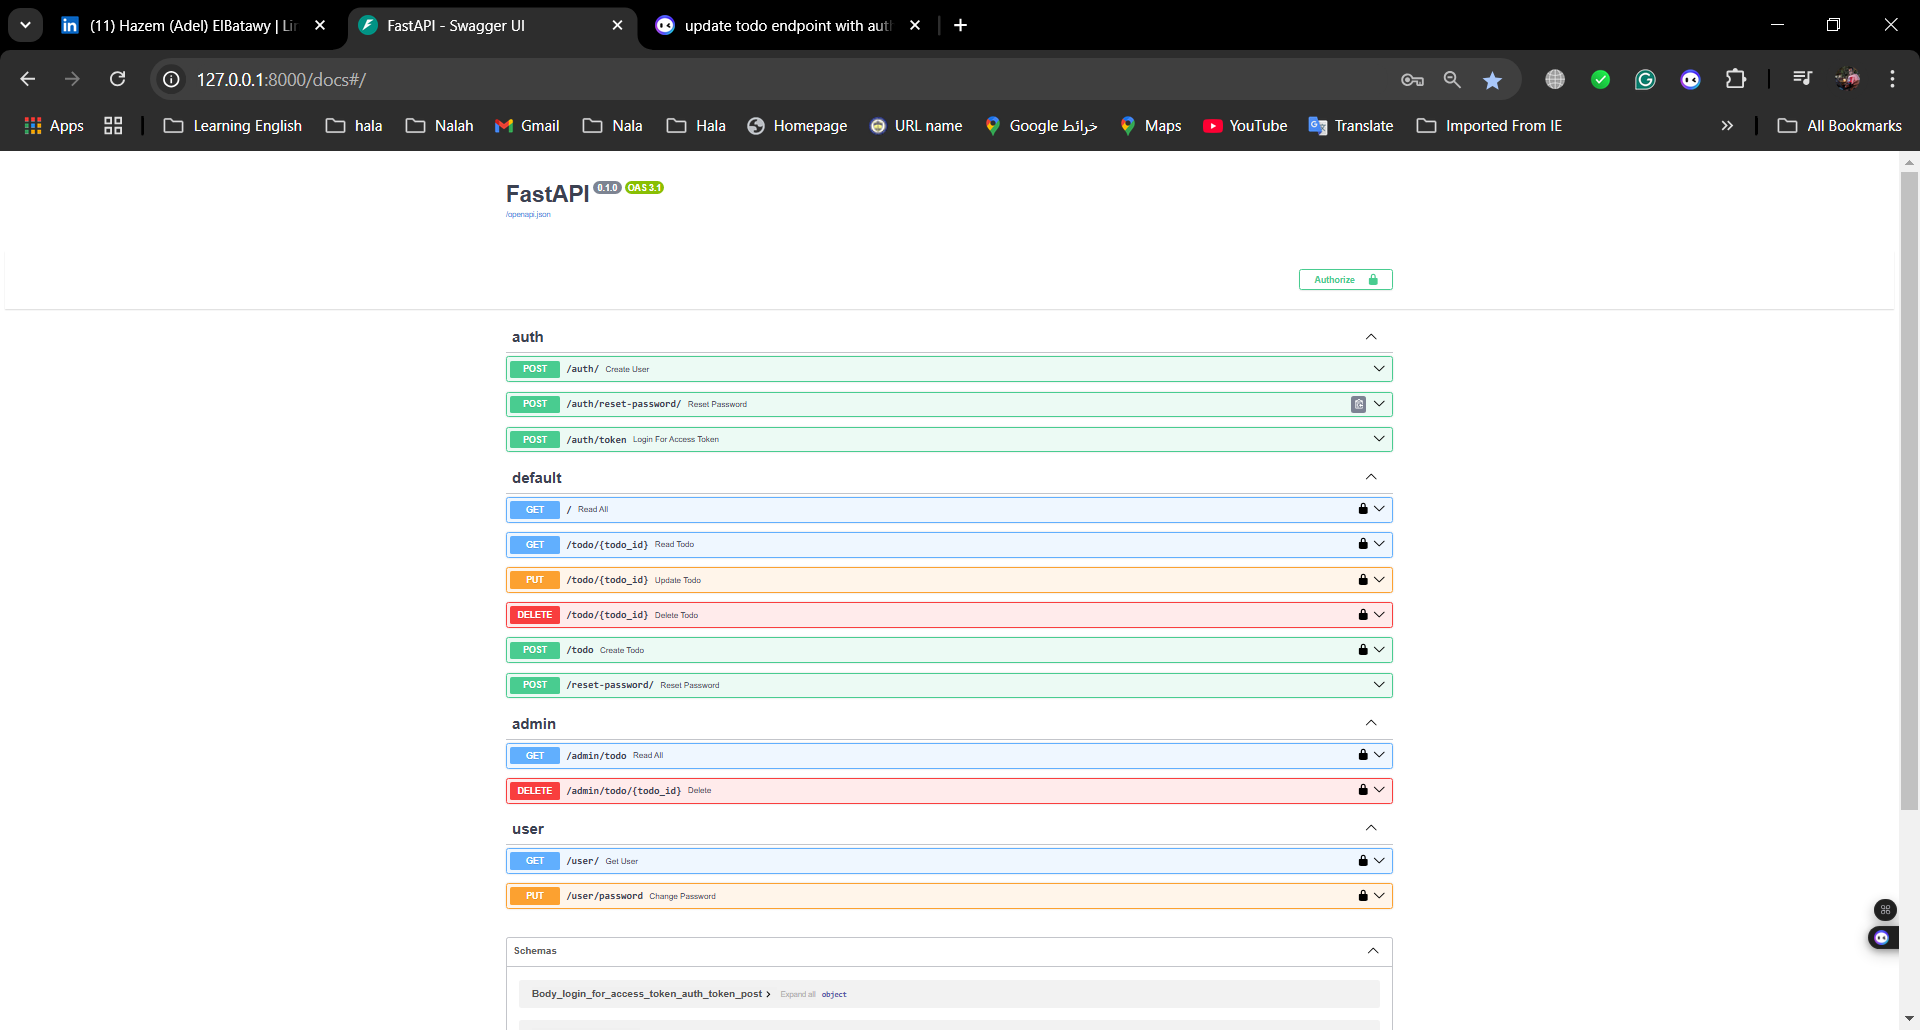 (11) Hazem (Adel) ElBatawy | Lin
FastAPI - Swagger UI
update todo endpoint with aut
127.0.0.1:8000/docs#/
Apps
Learning English
hala
Nalah
Gmail
Nala
Hala
Homepage
URL name
Google خرائط
Maps
YouTube
Translate
Imported From IE
All Bookmarks
FastAPI 0.1.0 OAS 3.1
/openapi.json
Authorize
auth
POST /auth/ Create User
POST /auth/reset-password/ Reset Password
POST /auth/token Login For Access Token
default
GET / Read All
GET /todo/{todo_id} Read Todo
PUT /todo/{todo_id} Update Todo
DELETE /todo/{todo_id} Delete Todo
POST /todo Create Todo
POST /reset-password/ Reset Password
admin
GET /admin/todo Read All
DELETE /admin/todo/{todo_id} Delete
user
GET /user/ Get User
PUT /user/password Change Password
Schemas
Body_login_for_access_token_auth_token_post Expand all object